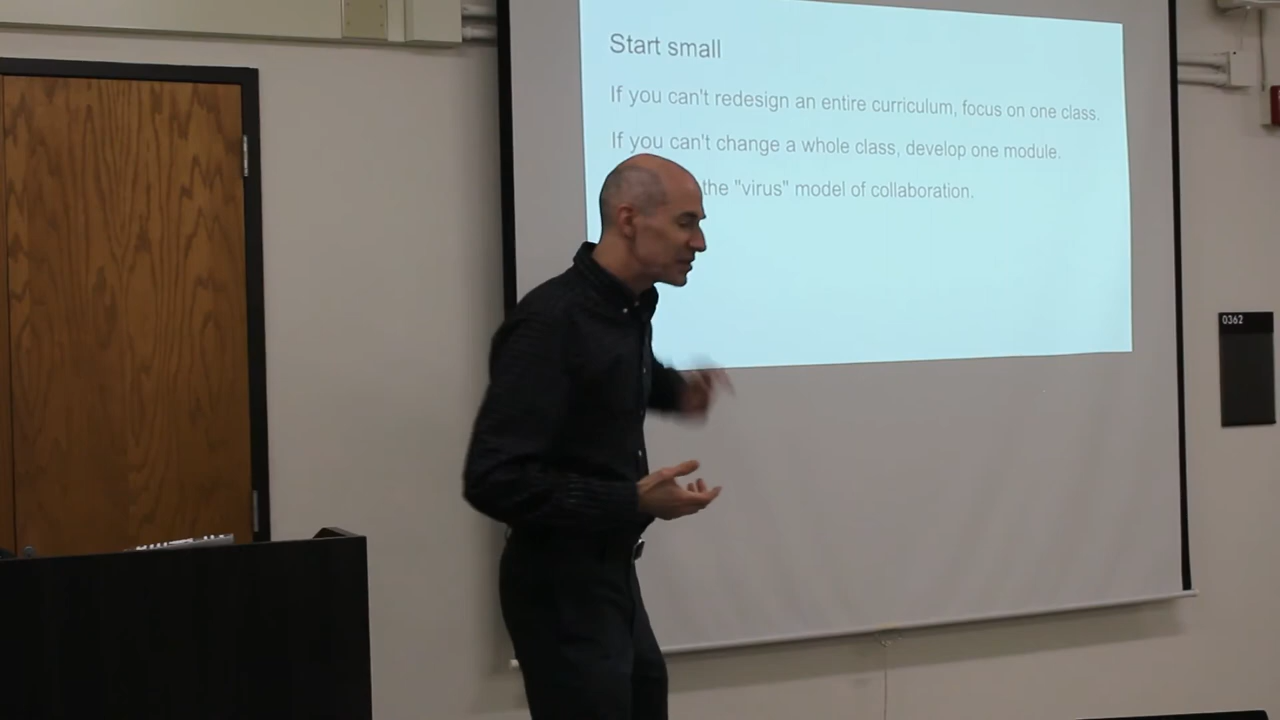 Start small
If you can't redesign an entire curriculum, focus on one class.
If you can't change a whole class, develop one module.
the "virus" model of collaboration.
0362